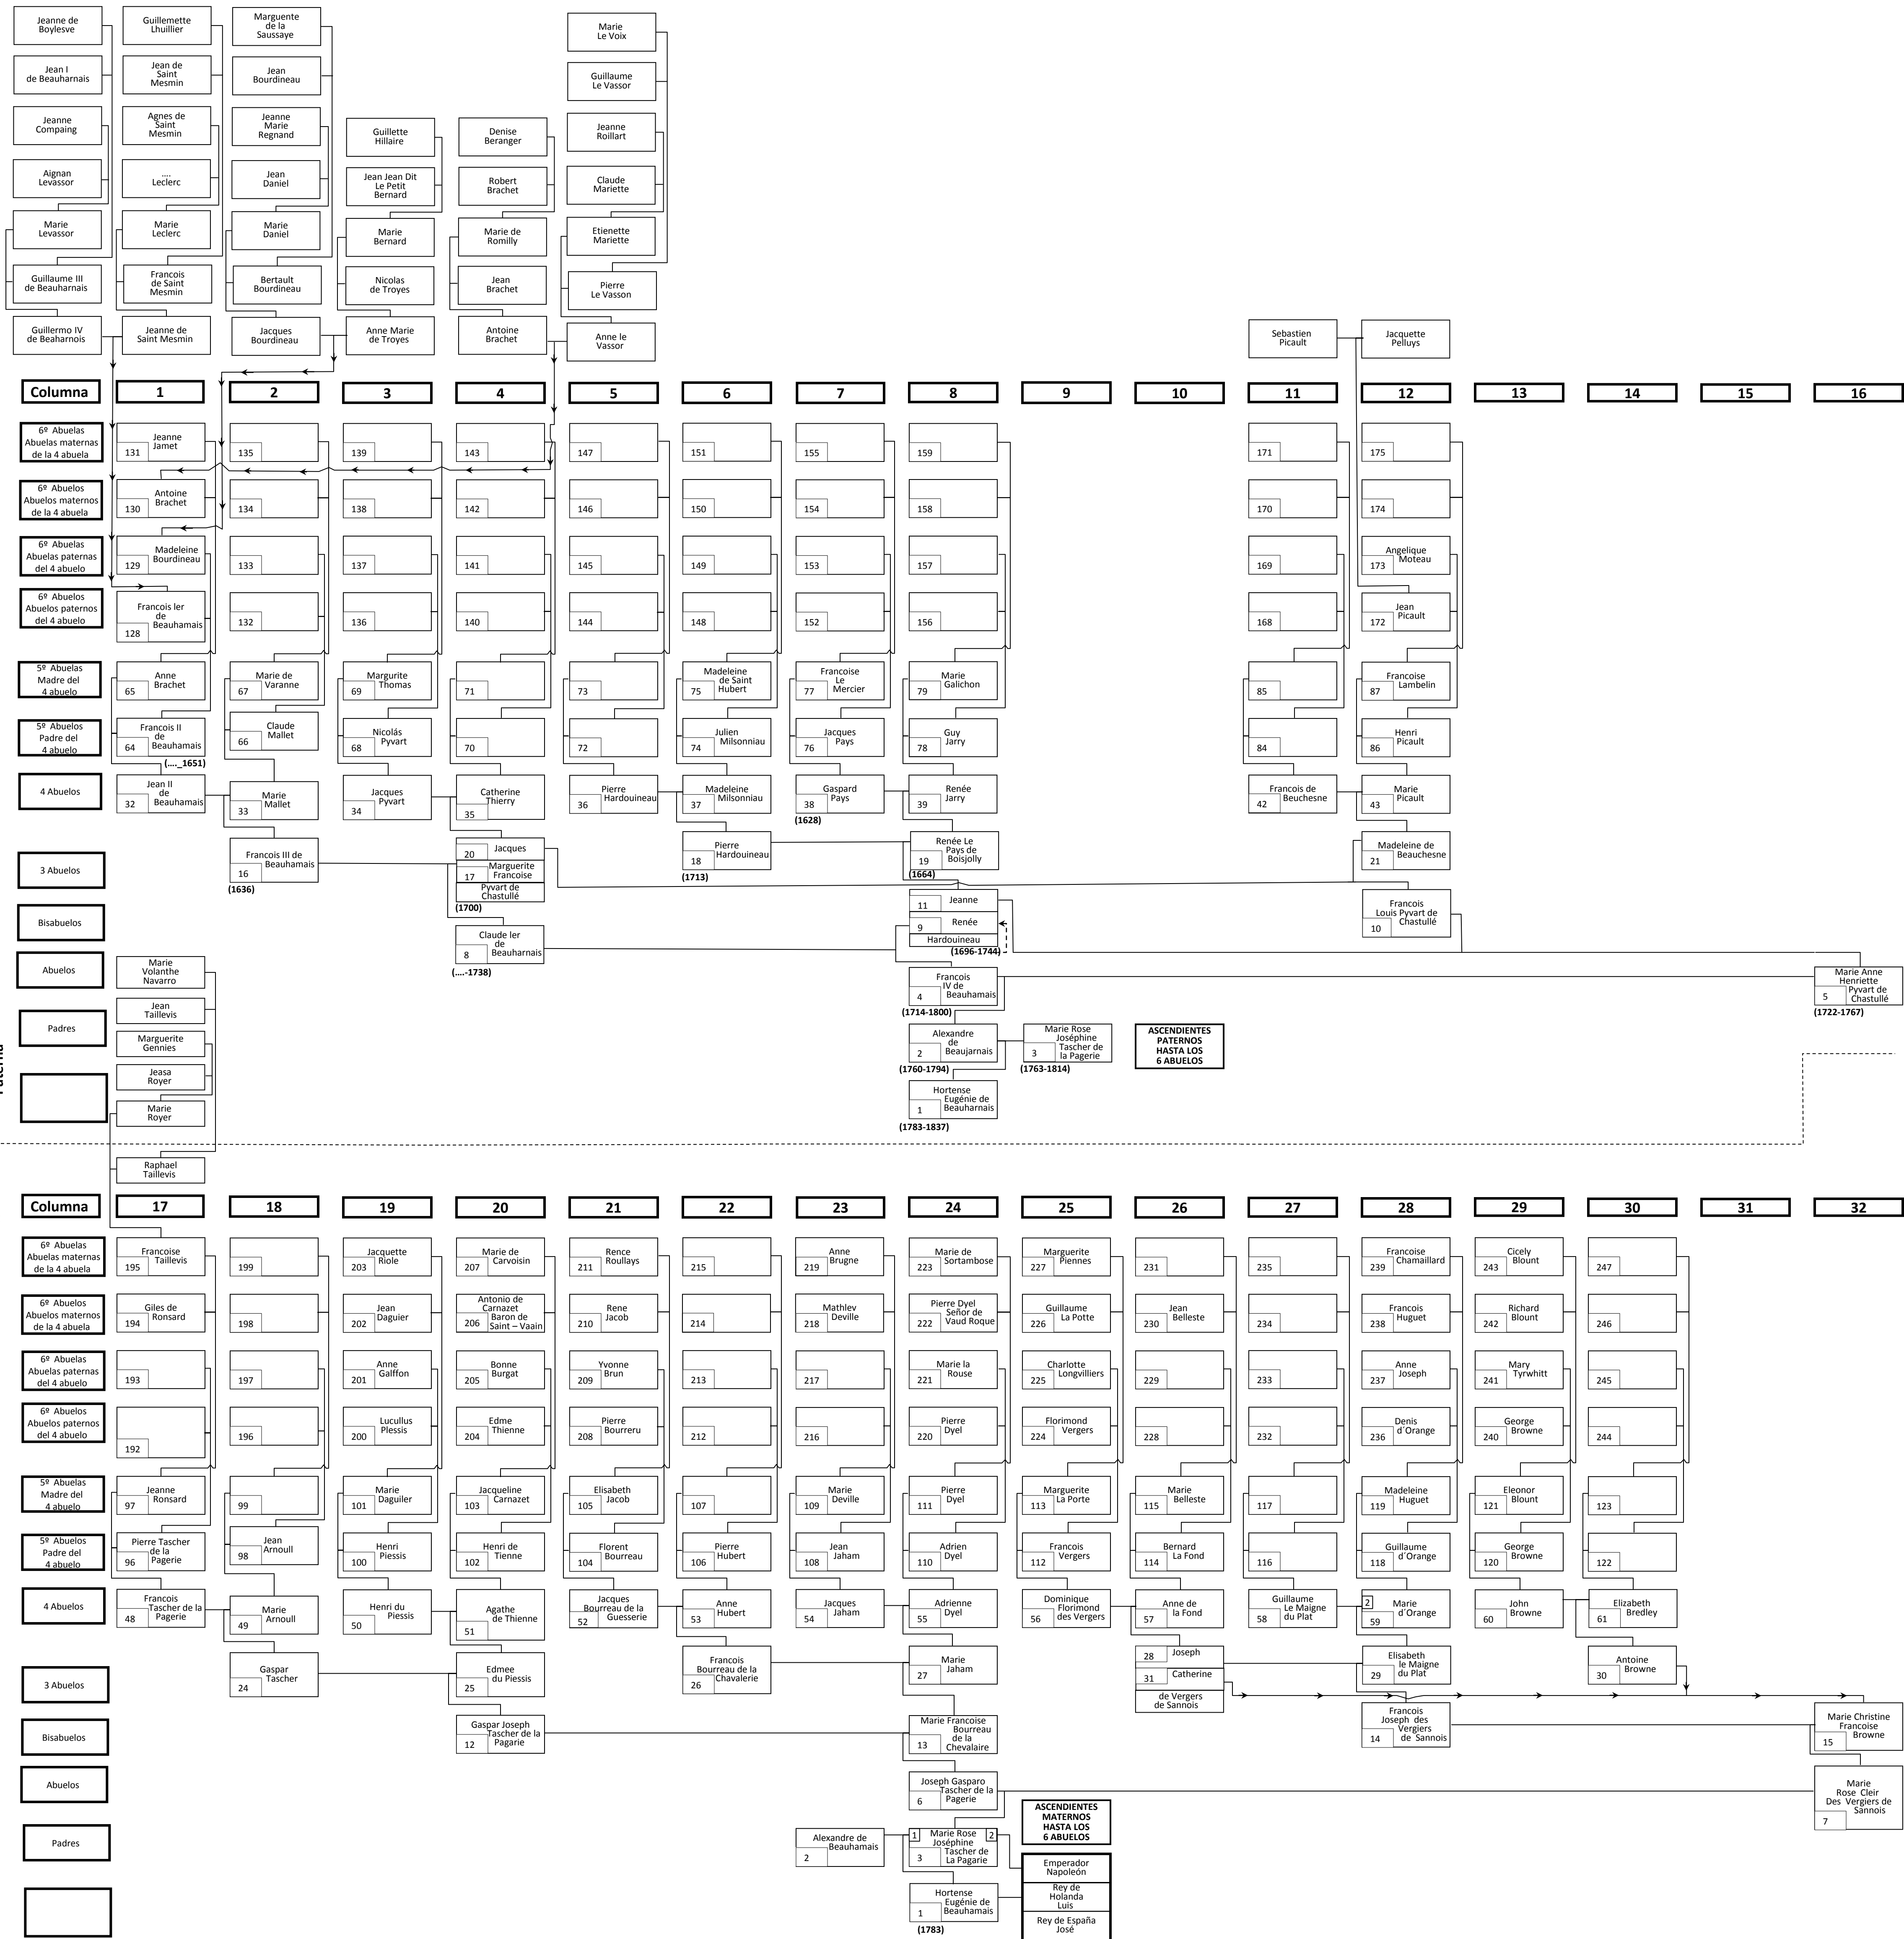 Jeanne de
Boylesve
Guillemette
Lhuillier
Marguente
de la
Saussaye
Marie
Le Voix
Jean I
de Beauharnais
Jean de
Saint
Mesmin
Jean
Bourdineau
Guillaume
Le Vassor
Jeanne
Compaing
Agnes de
Saint
Mesmin
Jeanne
Marie
Regnand
Guillette
Hillaire
Denise
Beranger
Jeanne
Roillart
Aignan
Levassor
....
Leclerc
Jean
Daniel
Jean Jean Dit
Le Petit
Bernard
Robert
Brachet
Claude
Mariette
Marie
Levassor
Marie
Leclerc
Marie
Daniel
Marie
Bernard
Marie de
Romilly
Etienette
Mariette
Guillaume III
de Beauharnais
Francois
de Saint
Mesmin
Bertault
Bourdineau
Nicolas
de Troyes
Jean
Brachet
Pierre
Le Vasson
Guillermo IV
de Beaharnois
Jeanne de
Saint Mesmin
Jacques
Bourdineau
Anne Marie
de Troyes
Antoine
Brachet
Anne le
Vassor
Sebastien
Picault
Jacquette
Pelluys
Columna 1 2 3 4 5 6 7 8 9 10 11 12 13 14 15 16
6º Abuelas
Abuelas maternas
de la 4 abuela
Jeanne
Jamet
131 135 139 143 147 151 155 159 171 175
6º Abuelos
Abuelos maternos
de la 4 abuela
Antoine
Brachet
130 134 138 142 146 150 154 158 170 174
6º Abuelas
Abuelas paternas
del 4 abuelo
Madeleine
Bourdineau
129 133 137 141 145 149 153 157 169
Angelique
Moteau
173
6º Abuelos
Abuelos paternos
del 4 abuelo
Francois ler
de
Beauhamais
128 132 136 140 144 148 152 156 168
Jean
Picault
172
5º Abuelas
Madre del
4 abuelo
Anne
Brachet
65
Marie de
Varanne
67
Margurite
Thomas
69
71
73
Madeleine
de Saint
Hubert
75
Francoise
Le
Mercier
77
Marie
Galichon
79
85
Francoise
Lambelin
87
5º Abuelos
Padre del
4 abuelo
Francois II
de
Beauhamais
64
(...._1651)
Claude
Mallet
66
Nicolás
Pyvart
68
70
72
Julien
Milsonniau
74
Jacques
Pays
76
Guy
Jarry
78
84
Henri
Picault
86
4 Abuelos
Jean II
de
Beauhamais
32
Marie
Mallet
33
Jacques
Pyvart
34
Catherine
Thierry
35
Pierre
Hardouineau
36
Madeleine
Milsonniau
37
Gaspard
Pays
38
(1628)
Renée
Jarry
39
Francois de
Beuchesne
42
Marie
Picault
43
3 Abuelos
Francois III de
Beauhamais
16
(1636)
20 Jacques
Marguerite
17 Francoise
Pyvart de
Chastullé
(1700)
Pierre
Hardouineau
18
(1713)
Renée Le
Pays de
Boisjolly
19
(1664)
Madeleine de
Beauchesne
21
Bisabuelos
Claude ler
de
Beauharnais
8
(....-1738)
11 Jeanne
9 Renée
Hardouineau
(1696-1744)
Francois
Louis Pyvart de
Chastullé
10
Abuelos
Marie
Volanthe
Navarro
Francois
IV de
Beauhamais
4
(1714-1800)
Marie Anne
Henriette
Pyvart de
Chastullé
5
(1722-1767)
Padres
Jean
Taillevis
Marguerite
Gennies
Alexandre
de
Beaujarnais
2
(1760-1794)
Marie Rose
Joséphine
Tascher de
la Pagerie
3
(1763-1814)
ASCENDIENTES
PATERNOS
HASTA LOS
6 ABUELOS
Jeasa
Royer
Marie
Royer
Hortense
Eugénie de
Beauharnais
1
(1783-1837)
Raphael
Taillevis
Columna 17 18 19 20 21 22 23 24 25 26 27 28 29 30 31 32
6º Abuelas
Abuelas maternas
de la 4 abuela
Francoise
Taillevis
195
199
Jacquette
Riole
203
Marie de
Carvoisin
207
Rence
Roullays
211
215
Anne
Brugne
219
Marie de
Sortambose
223
Marguerite
Piennes
227
231
235
Francoise
Chamaillard
239
Cicely
Blount
243
247
6º Abuelos
Abuelos maternos
de la 4 abuela
Giles de
Ronsard
194
198
Jean
Daguier
202
Antonio de
Carnazet
Baron de
Saint – Vaain
206
Rene
Jacob
210
214
Mathlev
Deville
218
Pierre Dyel
Señor de
Vaud Roque
222
Guillaume
La Potte
226
Jean
Belleste
230
234
Francois
Huguet
238
Richard
Blount
242
246
6º Abuelas
Abuelas paternas
del 4 abuelo
193
197
Anne
Galffon
201
Bonne
Burgat
205
Yvonne
Brun
209
213
217
Marie la
Rouse
221
Charlotte
Longvilliers
225
229
233
Anne
Joseph
237
Mary
Tyrwhitt
241
245
6º Abuelos
Abuelos paternos
del 4 abuelo
192
196
Lucullus
Plessis
200
Edme
Thienne
204
Pierre
Bourreru
208
212
216
Pierre
Dyel
220
Florimond
Vergers
224
228
232
Denis
d´Orange
236
George
Browne
240
244
5º Abuelas
Madre del
4 abuelo
Jeanne
Ronsard
97
99
Marie
Daguiler
101
Jacqueline
Carnazet
103
Elisabeth
Jacob
105
107
Marie
Deville
109
Pierre
Dyel
111
Marguerite
La Porte
113
Marie
Belleste
115
117
Madeleine
Huguet
119
Eleonor
Blount
121
123
5º Abuelos
Padre del
4 abuelo
Pierre Tascher
de la
Pagerie
96
Jean
Arnoull
98
Henri
Piessis
100
Henri de
Tienne
102
Florent
Bourreau
104
Pierre
Hubert
106
Jean
Jaham
108
Adrien
Dyel
110
Francois
Vergers
112
Bernard
La Fond
114
116
Guillaume
d´Orange
118
George
Browne
120
122
4 Abuelos
Francois
Tascher de la
Pagerie
48
Marie
Arnoull
49
Henri du
Piessis
50
Agathe
de Thienne
51
Jacques
Bourreau de la
Guesserie
52
Anne
Hubert
53
Jacques
Jaham
54
Adrienne
Dyel
55
Dominique
Florimond
des Vergers
56
Anne de
la Fond
57
Guillaume
Le Maigne
du Plat
58
2
Marie
d´Orange
59
John
Browne
60
Elizabeth
Bredley
61
3 Abuelos
Gaspar
Tascher
24
Edmee
du Piessis
25
Francois
Bourreau de la
Chavalerie
26
Marie
Jaham
27
28 Joseph
31 Catherine
de Vergers
de Sannois
Elisabeth
le Maigne
du Plat
29
Antoine
Browne
30
Bisabuelos
Gaspar Joseph
Tascher de la
Pagarie
12
Marie Francoise
Bourreau
de la
Chevalaire
13
Francois
Joseph des
Vergiers
de Sannois
14
Marie Christine
Francoise
Browne
15
Abuelos
Joseph Gasparo
Tascher de la
Pagerie
6
Marie
Rose Cleir
Des Vergiers de
Sannois
7
ASCENDIENTES
MATERNOS
HASTA LOS
6 ABUELOS
Padres
Alexandre de
Beauhamais
2
1 Marie Rose 2
Joséphine
Tascher de
La Pagarie
3
Emperador
Napoleón
Rey de
Holanda
Luis
Rey de España
José
Hortense
Eugénie de
Beauhamais
1
(1783)